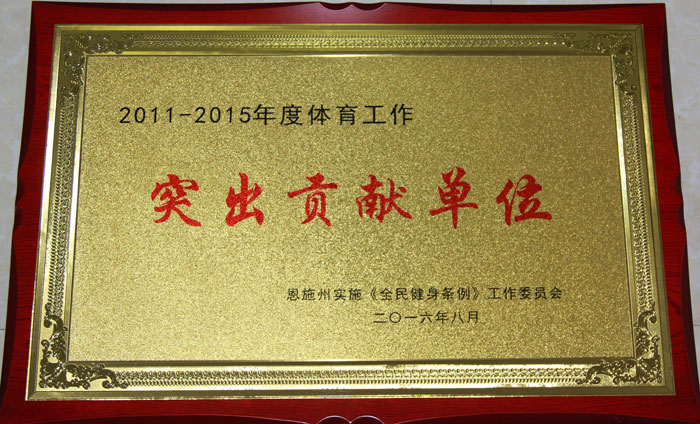 2011-2015年度体育工作
突出贡献单位
恩施州实施《全民健身条例》工作委员会
二〇一六年八月